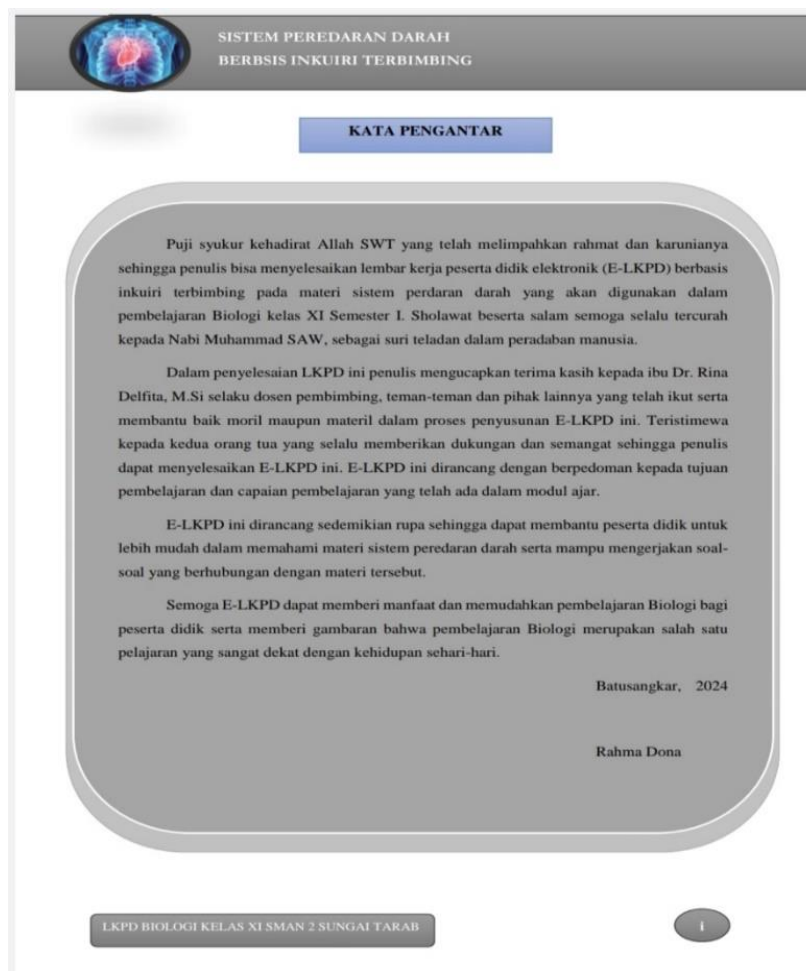 SISTEM PEREDARAN DARAH
BERBSIS INKUIRI TERBIMBING
KATA PENGANTAR
Puji syukur kehadirat Allah SWT yang telah melimpahkan rahmat dan karunianya
sehingga penulis bisa menyelesaikan lembar kerja peserta didik elektronik (E-LKPD) berbasis
inkuiri terbimbing pada materi sistem perdaran darah yang akan digunakan dalam
pembelajaran Biologi kelas XI Semester I. Sholawat beserta salam semoga selalu tercurah
kepada Nabi Muhammad SAW, sebagai suri teladan dalam peradaban manusia.
Dalam penyelesaian LKPD ini penulis mengucapkan terima kasih kepada ibu Dr. Rina
Delfita, M.Si selaku dosen pembimbing, teman-teman dan pihak lainnya yang telah ikut serta
membantu baik moril maupun materil dalam proses penyusunan E-LKPD ini. Teristimewa
kepada kedua orang tua yang selalu memberikan dukungan dan semangat sehingga penulis
dapat menyelesaikan E-LKPD ini. E-LKPD ini dirancang dengan berpedoman kepada tujuan
pembelajaran dan capaian pembelajaran yang telah ada dalam modul ajar.
E-LKPD ini dirancang sedemikian rupa sehingga dapat membantu peserta didik untuk
lebih mudah dalam memahami materi sistem peredaran darah serta mampu mengerjakan soal-
soal yang berhubungan dengan materi tersebut.
Semoga E-LKPD dapat memberi manfaat dan memudahkan pembelajaran Biologi bagi
peserta didik serta memberi gambaran bahwa pembelajaran Biologi merupakan salah satu
pelajaran yang sangat dekat dengan kehidupan sehari-hari.
Batusangkar, 2024
Rahma Dona
LKPD BIOLOGI KELAS XI SMAN 2 SUNGAI TARAB
i